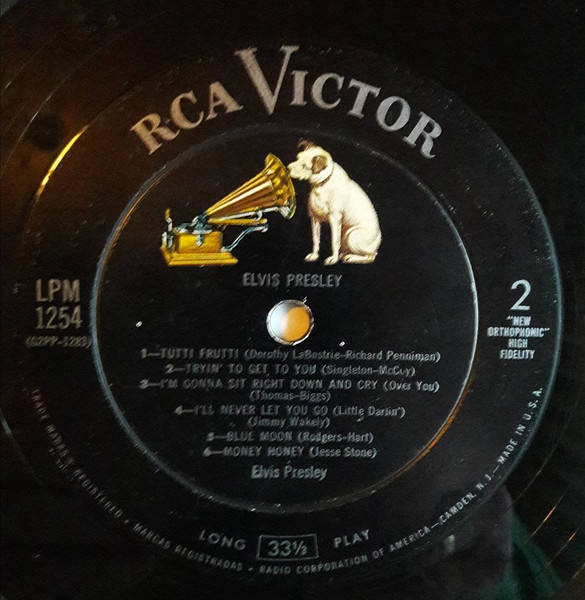 RCA VICTOR
ELVIS PRESLEY
LPM
1254
(G2PP-1283)
2
"NEW
ORTHOPHONIC"
HIGH
FIDELITY
1—TUTTI FRUTTI (Dorothy LaBostrie-Richard Penniman)
2—TRYIN' TO GET TO YOU (Singleton-McCoy)
3—I'M GONNA SIT RIGHT DOWN AND CRY (Over You)
(Thomas-Biggs)
4—I'LL NEVER LET YOU GO (Little Darlin')
(Jimmy Wakely)
5—BLUE MOON (Rodgers-Hart)
6—MONEY HONEY (Jesse Stone)
Elvis Presley
LONG 33⅓ PLAY
TRADE MARKS REGISTERED • MARCAS REGISTRADAS • RADIO CORPORATION OF AMERICA—CAMDEN, N. J.—MADE IN U.S.A.